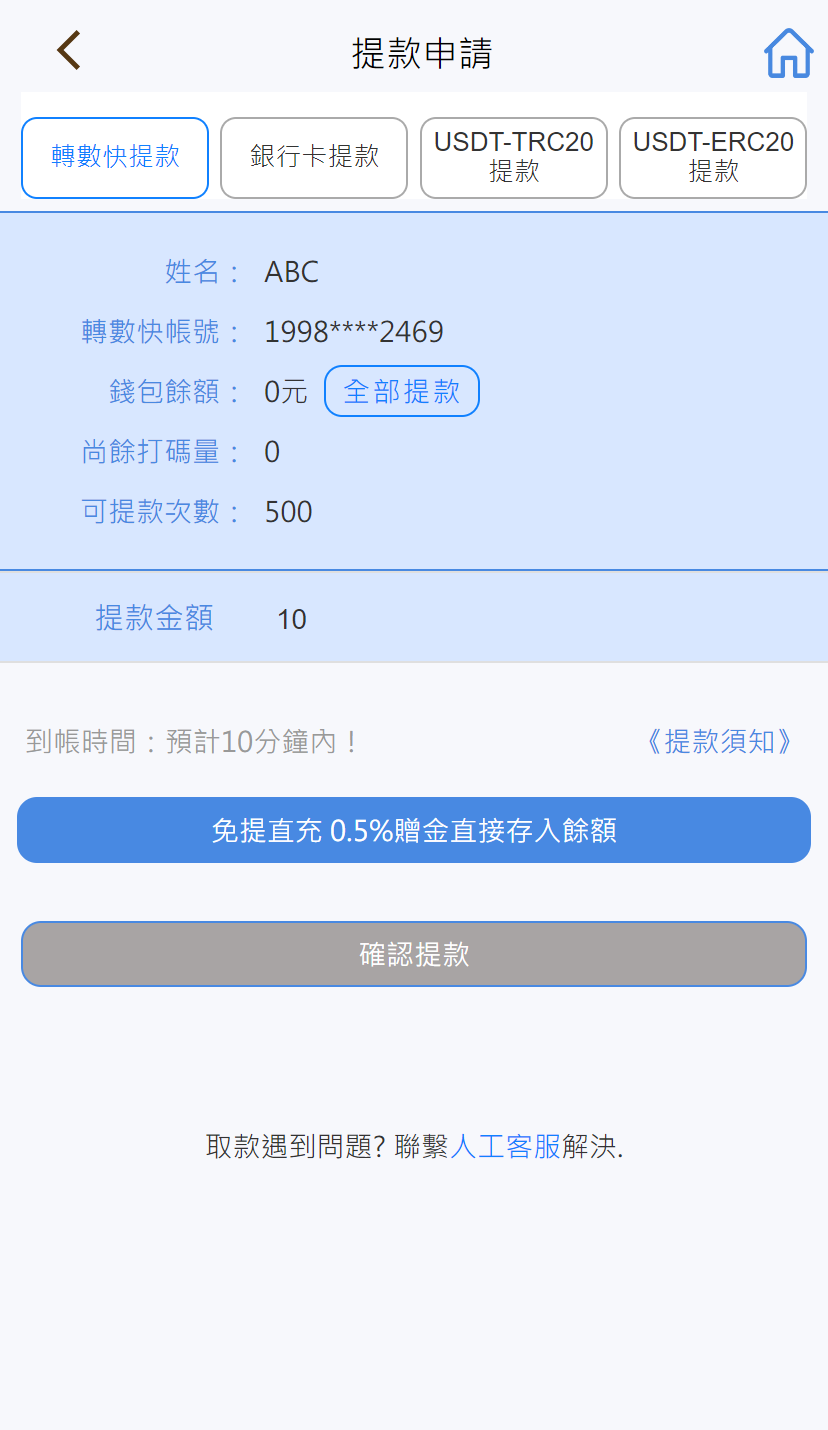 提款申請
轉數快提款
銀行卡提款
USDT-TRC20
提款
USDT-ERC20
提款
姓名： ABC
轉數快帳號： 1998****2469
錢包餘額： 0元 全部提款
尚餘打碼量： 0
可提款次數： 500
提款金額 10
到帳時間：預計10分鐘內！ 《提款須知》
免提直充 0.5%贈金直接存入餘額
確認提款
取款遇到問題? 聯繫人工客服解決.